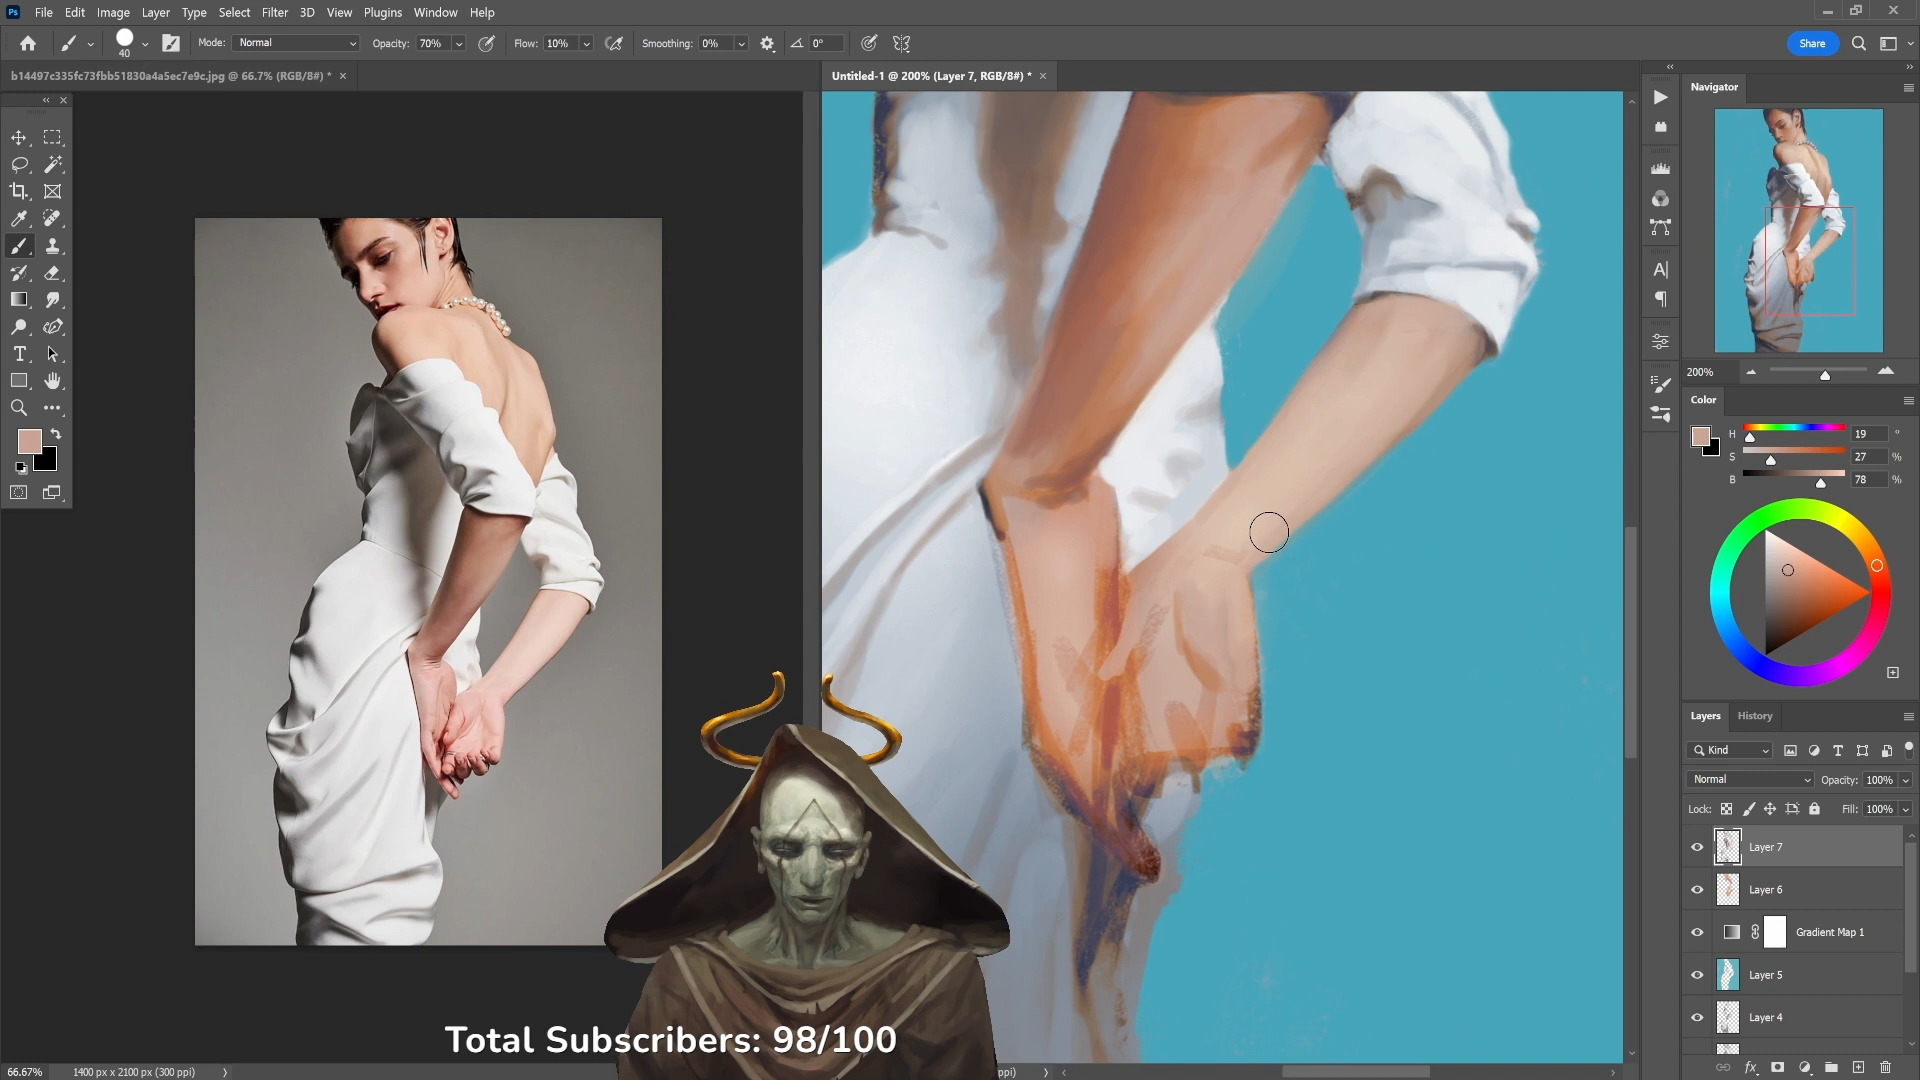 Ps File Edit Image Layer Type Select Filter 3D View Plugins Window Help
40 Mode: Normal Opacity: 70% Flow: 10% Smoothing: 0% 0° Share
b14497c335fc73fbb51830a4a5ec7e9c.jpg @ 66.7% (RGB/8#) * ×
Untitled-1 @ 200% (Layer 7, RGB/8#) * ×
Navigator
200%
Color
H 19 °
S 27 %
B 78 %
Layers History
Kind
Normal Opacity: 100%
Lock: Fill: 100%
Layer 7
Layer 6
Gradient Map 1
Layer 5
Layer 4
Total Subscribers: 98/100
66.67% 1400 px x 2100 px (300 ppi)
ppi)
fx